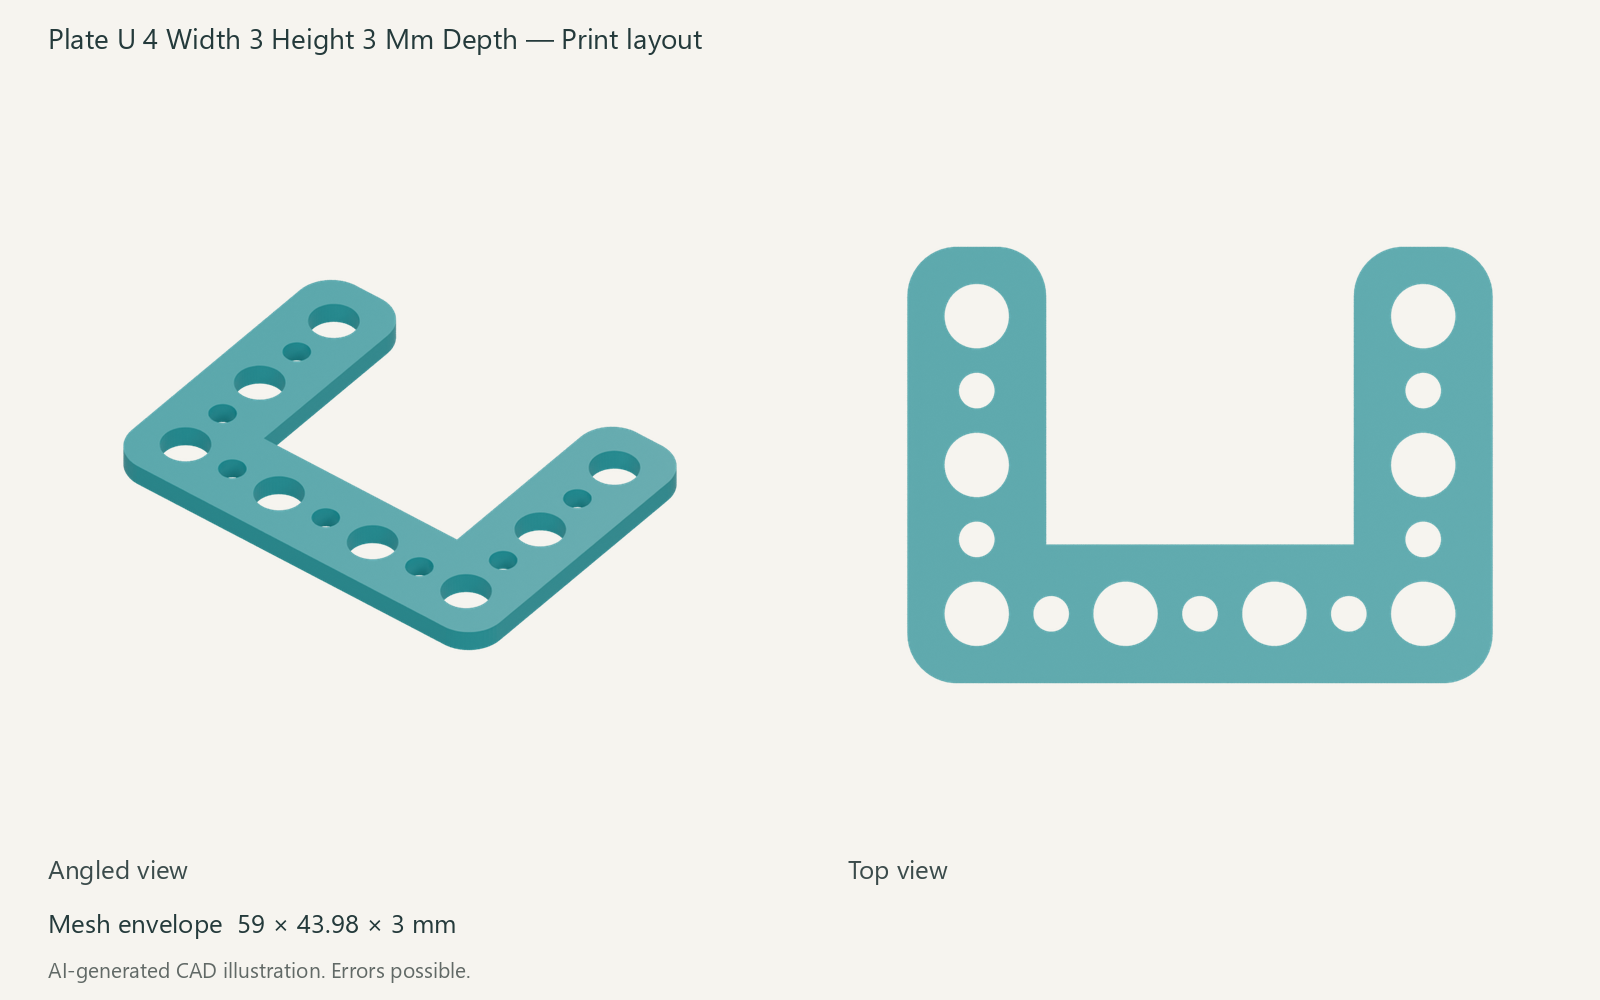 Plate U 4 Width 3 Height 3 Mm Depth — Print layout
Angled view
Top view
Mesh envelope 59 × 43.98 × 3 mm
AI-generated CAD illustration. Errors possible.